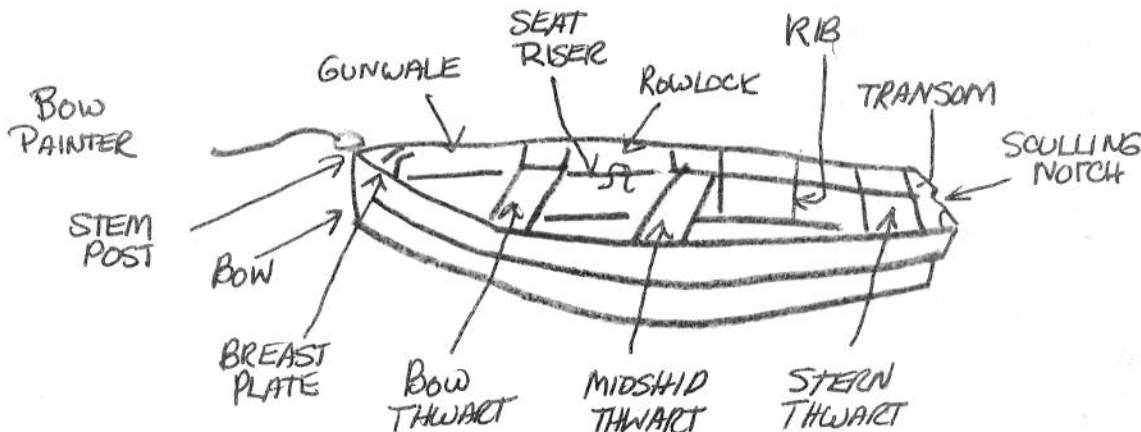 SEAT
RISER
RIB
GUNWALE
ROWLOCK
TRANSOM
BOW
PAINTER
SCULLING
NOTCH
STEM
POST
BOW
BREAST
PLATE
BOW
THWART
MIDSHID
THWART
STERN
THWART